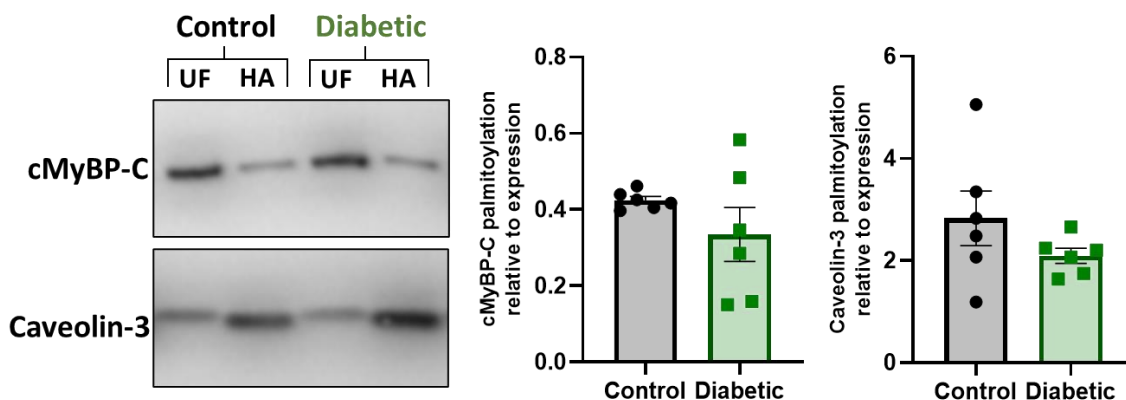 Control Diabetic
UF HA UF HA
cMyBP-C
Caveolin-3
cMyBP-C palmitoylation
relative to expression
0.8
0.6
0.4
0.2
0.0
Control Diabetic
Caveolin-3 palmitoylation
relative to expression
6
4
2
0
Control Diabetic